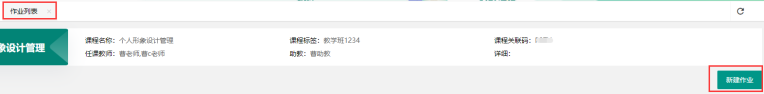 作业列表
象设计管理
课程名称：个人形象设计管理 课程标签：教学班1234 课程关联码：
任课教师：曹老师,曹c老师 助教：曹助教 详细：
新建作业